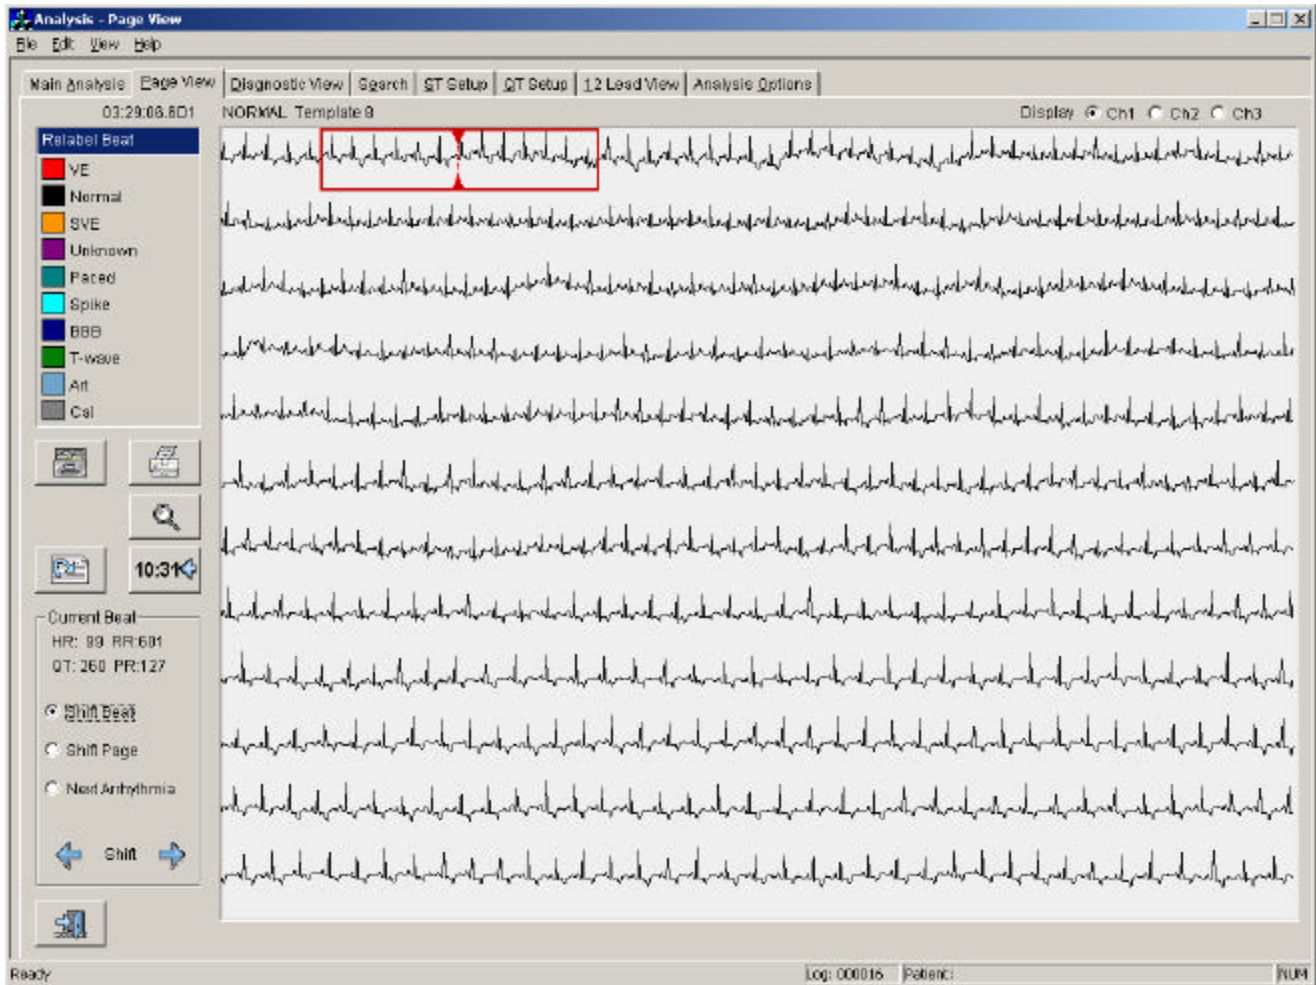 Analysis - Page View
File Edit View Help
Main Analysis Page View Diagnostic View Search ST Setup QT Setup 12 Lead View Analysis Options
03:29:06.6D1 NORMAL Template 8 Display Ch1 Ch2 Ch3
Relabel Beat
VE
Normal
SVE
Unknown
Paced
Spike
BBB
T-wave
Art
Cal
10:31
Current Beat
HR: 99 RR:601
QT: 260 PR:127
Shift Beat
Shift Page
Next Arrhythmia
Shift
Ready Log: 000016 Patient: NUM